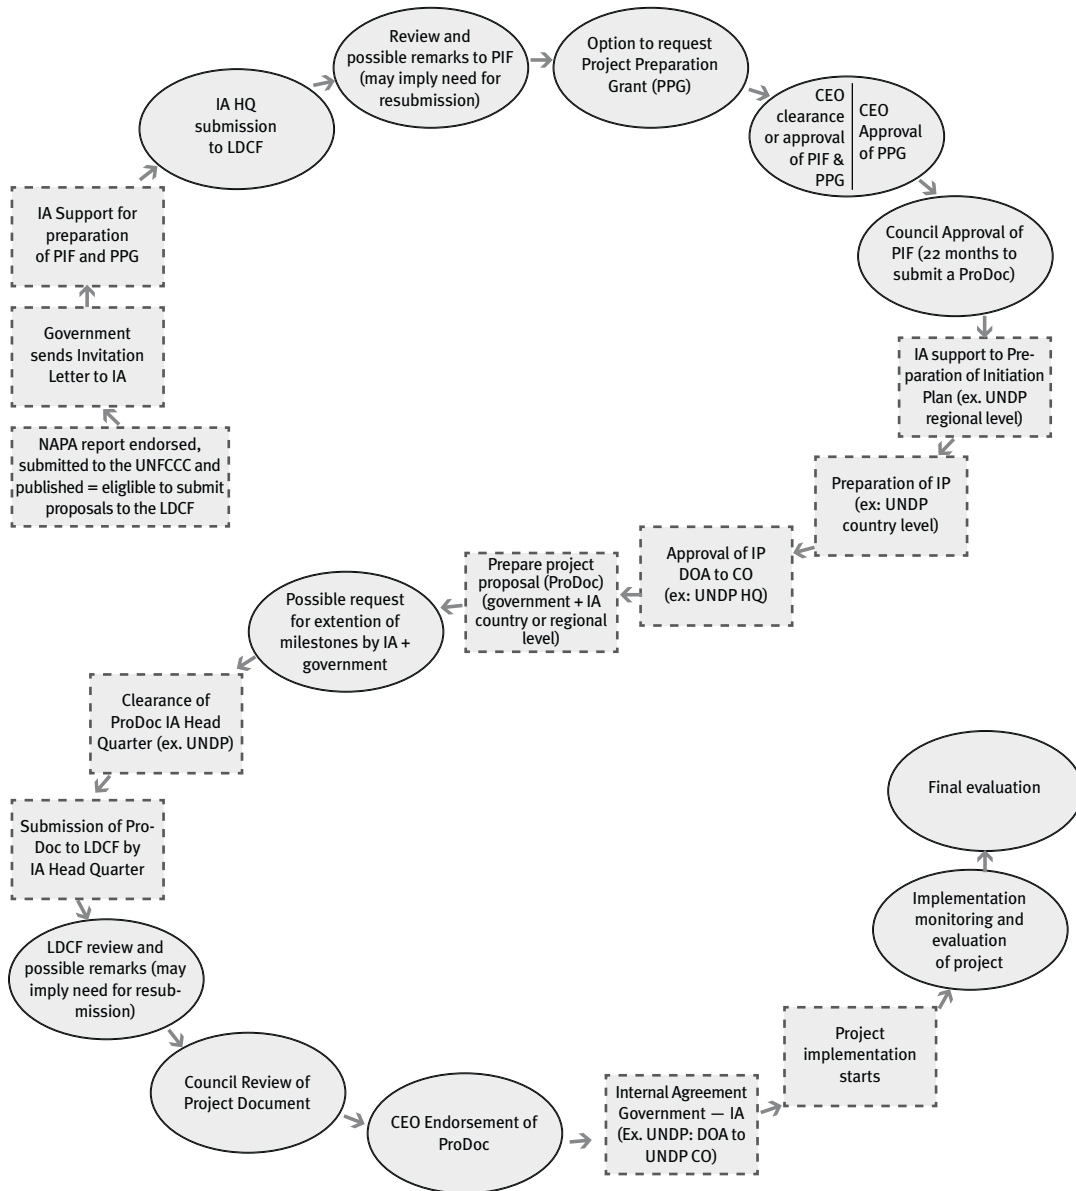 Review and
possible remarks to PIF
(may imply need for
resubmission)
Option to request
Project Preparation
Grant (PPG)
IA HQ
submission
to LDCF
CEO
clearance
or approval
of PIF &
PPG
CEO
Approval
of PPG
IA Support for
preparation
of PIF and PPG
Council Approval of
PIF (22 months to
submit a ProDoc)
Government
sends Invitation
Letter to IA
IA support to Pre-
paration of Initiation
Plan (ex. UNDP
regional level)
NAPA report endorsed,
submitted to the UNFCCC and
published = eligible to submit
proposals to the LDCF
Preparation of IP
(ex: UNDP
country level)
Approval of IP
DOA to CO
(ex: UNDP HQ)
Prepare project
proposal (ProDoc)
(government + IA
country or regional
level)
Possible request
for extention of
milestones by IA +
government
Clearance of
ProDoc IA Head
Quarter (ex. UNDP)
Submission of Pro-
Doc to LDCF by
IA Head Quarter
LDCF review and
possible remarks (may
imply need for resub-
mission)
Council Review of
Project Document
CEO Endorsement of
ProDoc
Internal Agreement
Government — IA
(Ex. UNDP: DOA to
UNDP CO)
Project
implementation
starts
Implementation
monitoring and
evaluation
of project
Final evaluation